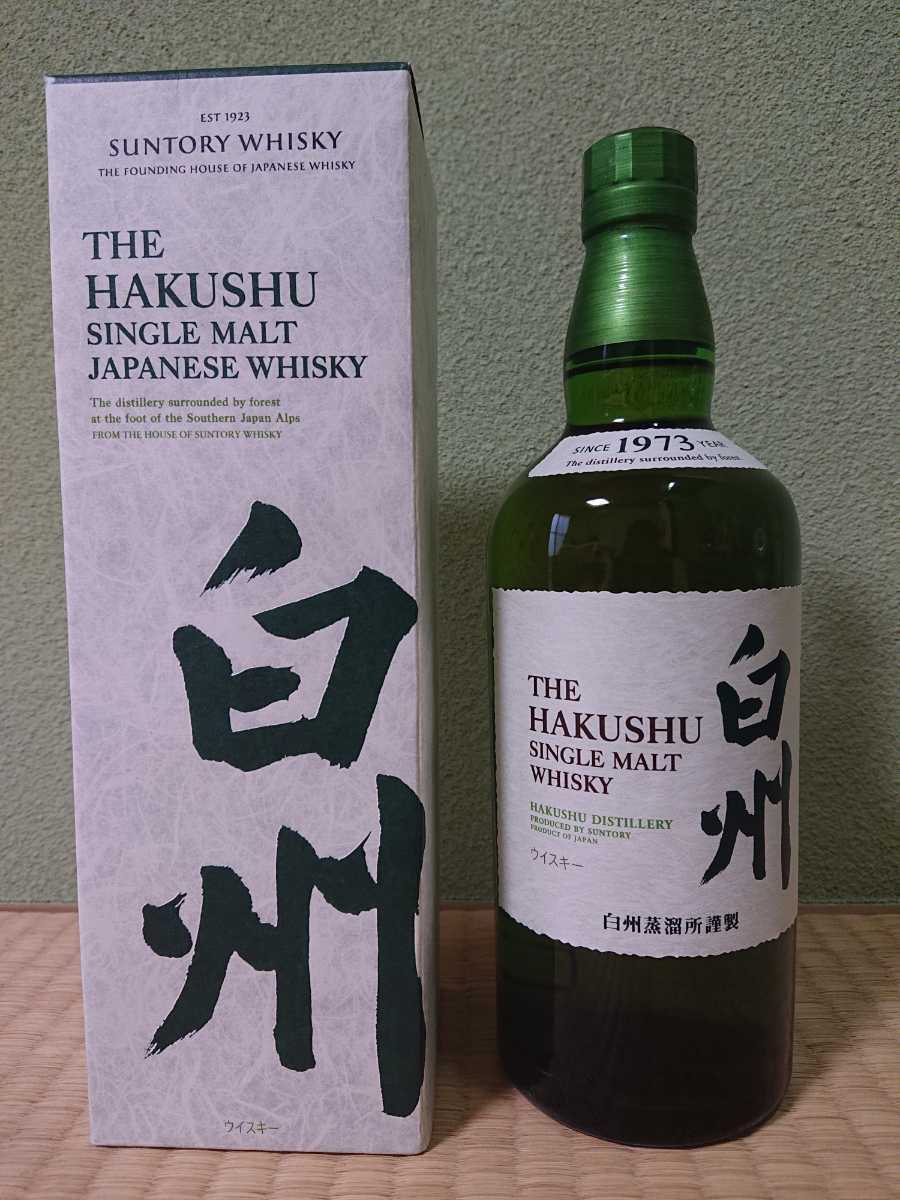 EST 1923
SUNTORY WHISKY
THE FOUNDING HOUSE OF JAPANESE WHISKY
THE
HAKUSHU
SINGLE MALT
JAPANESE WHISKY
The distillery surrounded by forest
at the foot of the Southern Japan Alps
FROM THE HOUSE OF SUNTORY WHISKY
白州
ウイスキー
SINCE 1973 YEAR
The distillery surrounded by forest
THE
HAKUSHU
SINGLE MALT
WHISKY
白州
HAKUSHU DISTILLERY
PRODUCED BY SUNTORY
PRODUCT OF JAPAN
ウイスキー
白州蒸溜所謹製